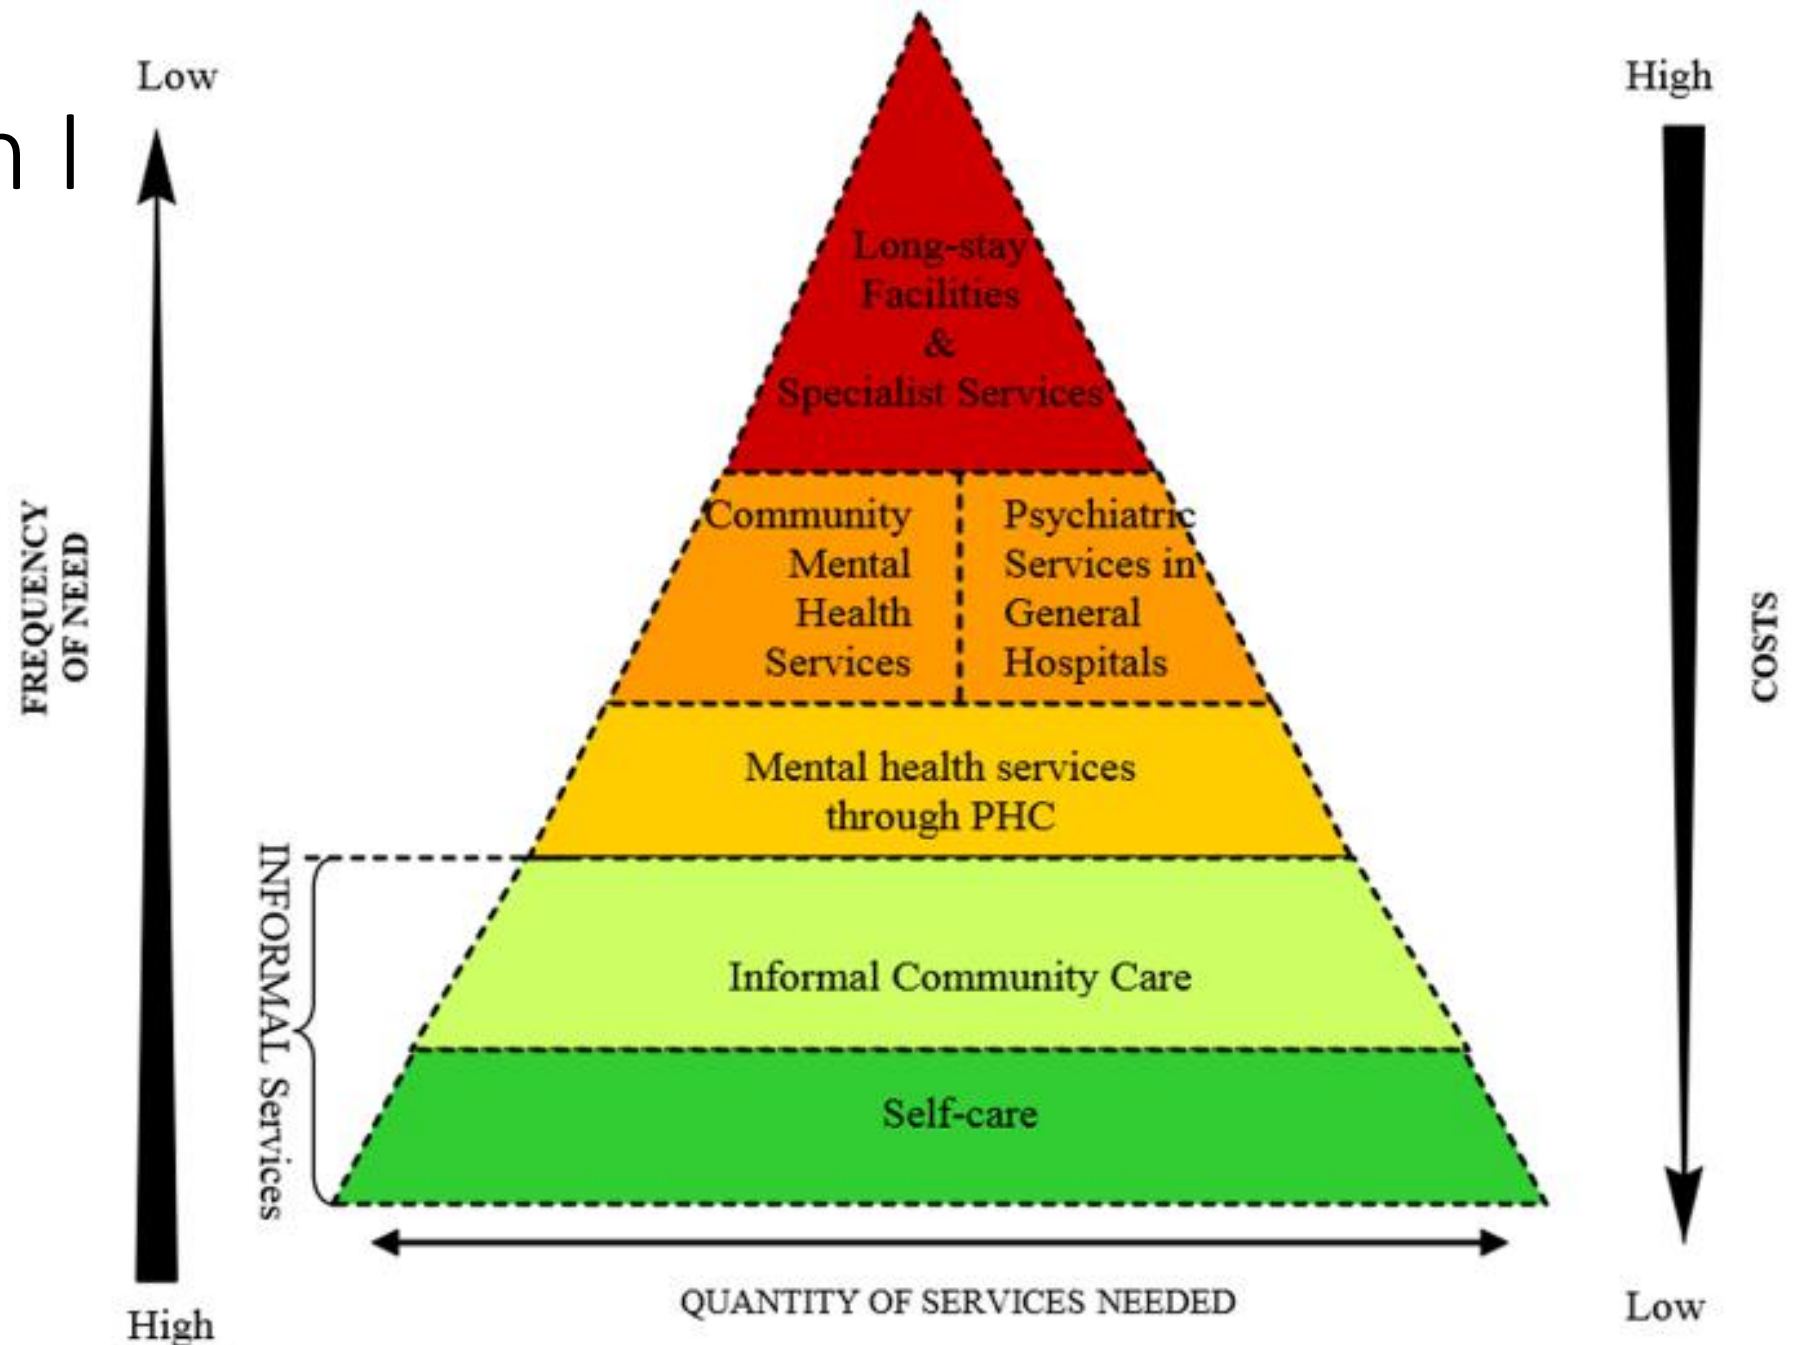 Low
High
n l
Long-stay
Facilities
&
Specialist Services
Community
Mental
Health
Services
Psychiatric
Services in
General
Hospitals
FREQUENCY
OF NEED
COSTS
Mental health services
through PHC
INFORMAL Services
Informal Community Care
Self-care
QUANTITY OF SERVICES NEEDED
High
Low